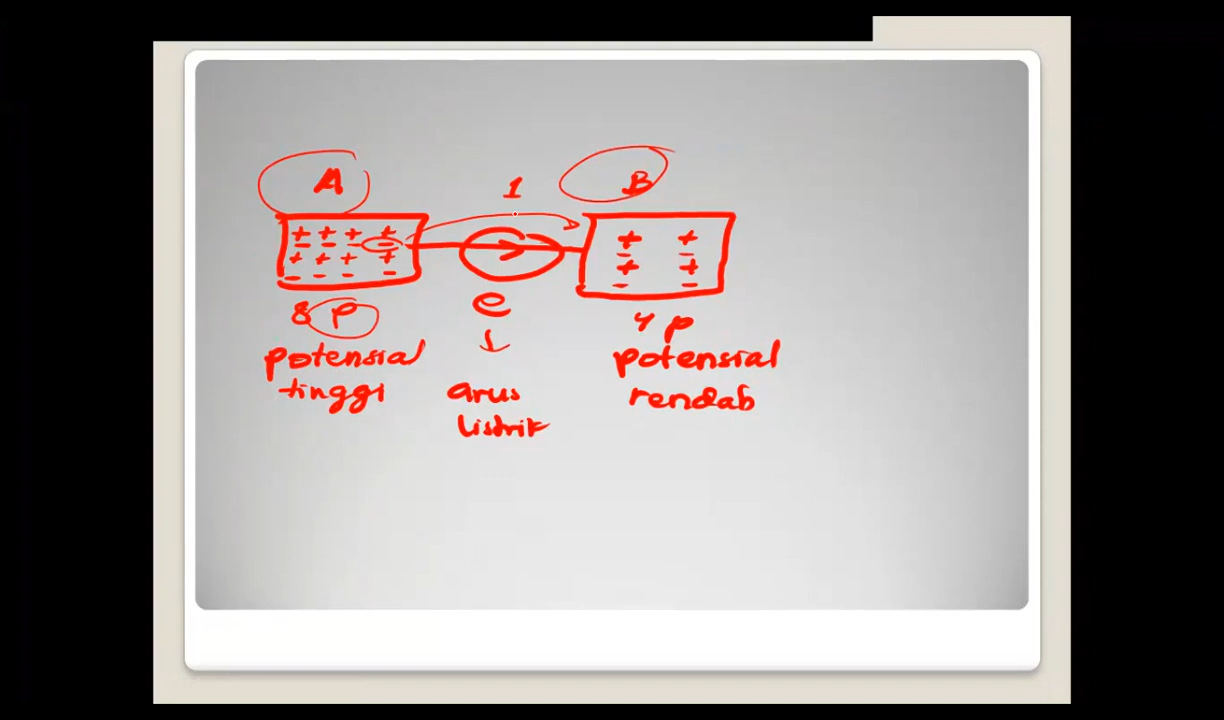 A
1
B
+ + + +
- - - -
+ + + +
- - - -
+ +
- -
+ +
- -
8 P
e
4 P
potensial
tinggi
arus
listrik
potensial
rendah